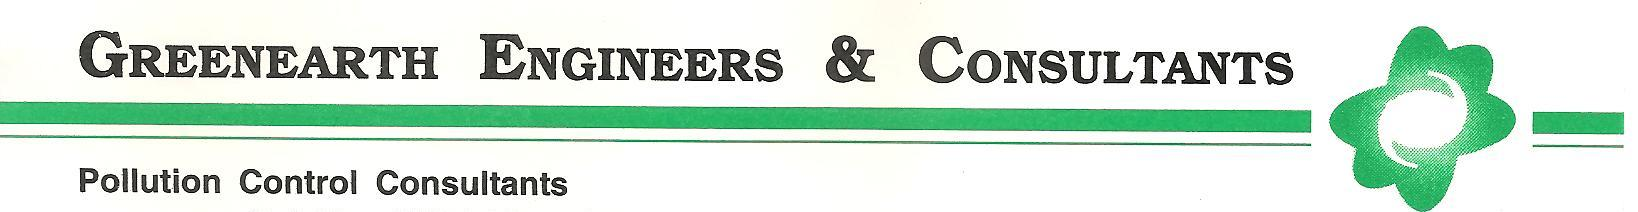 GREENEARTH ENGINEERS & CONSULTANTS
Pollution Control Consultants